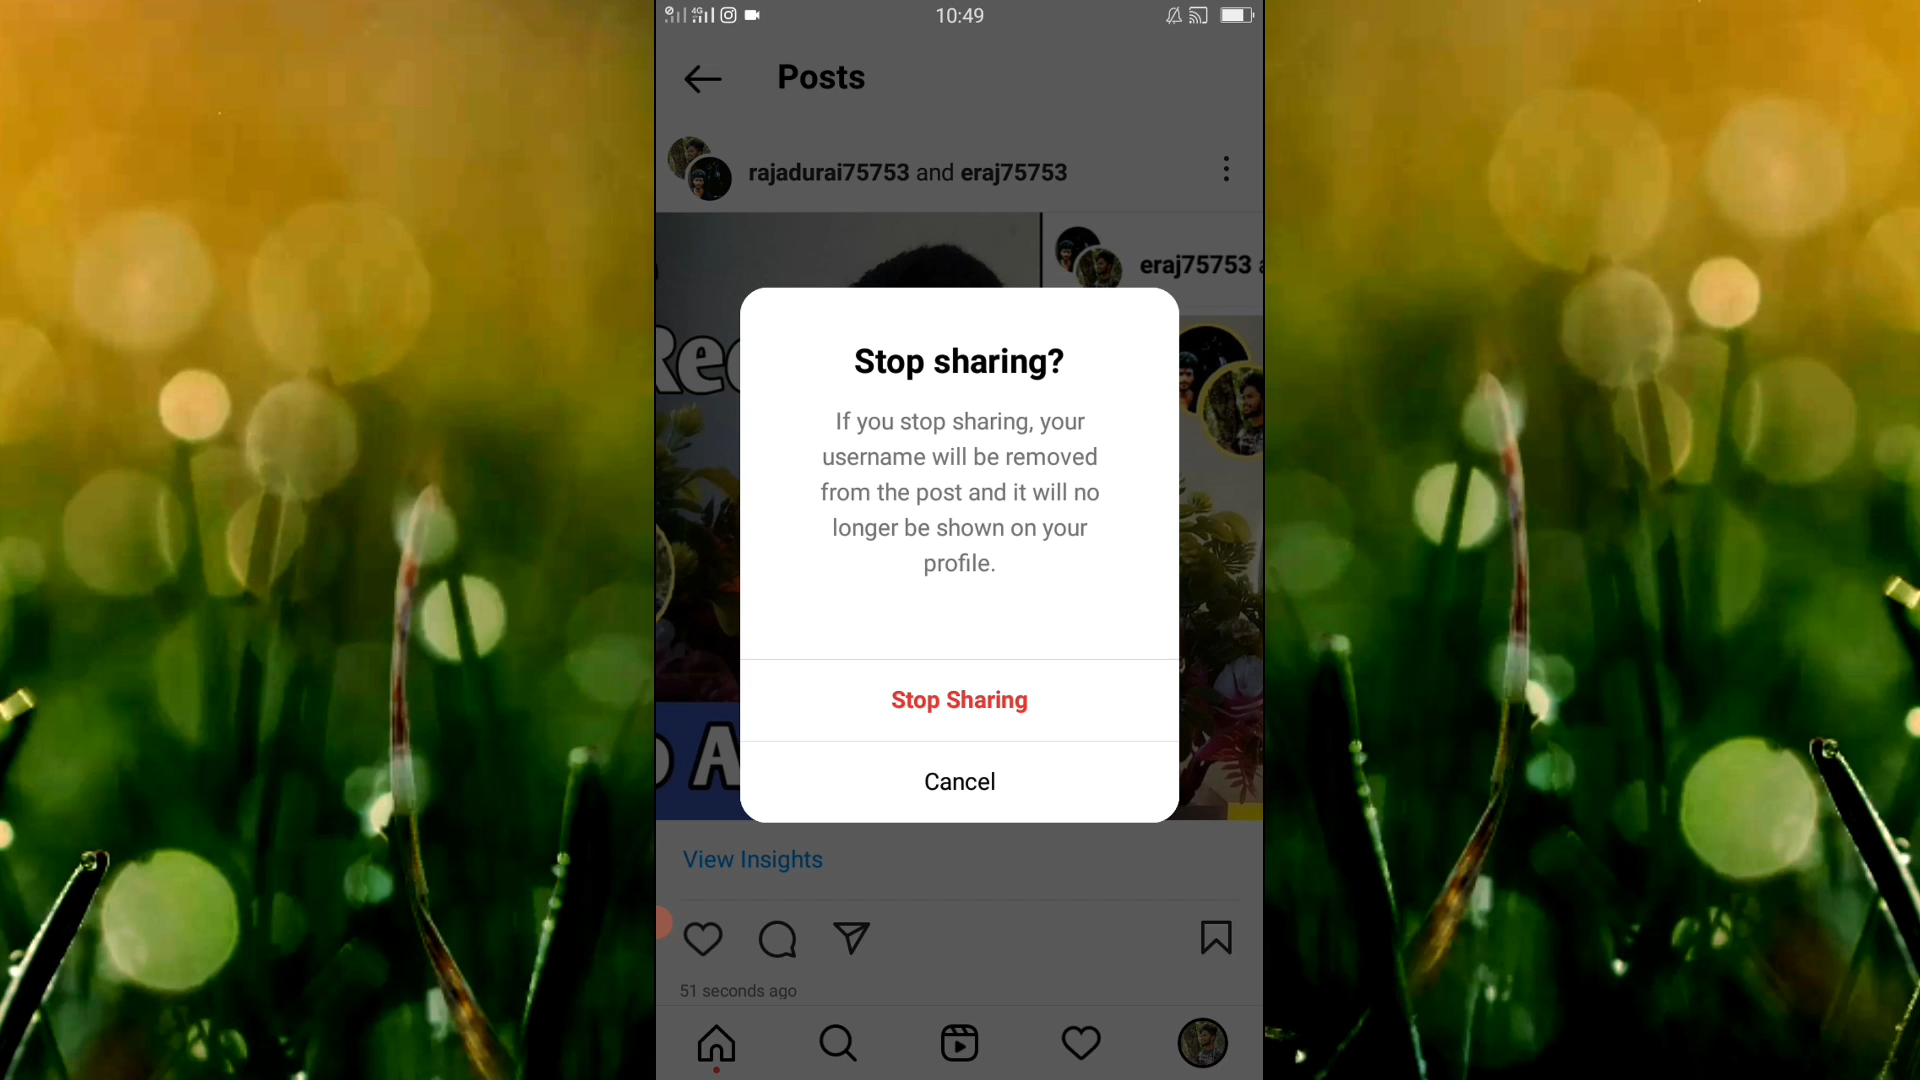 4G
10:49
Posts
rajadurai75753 and eraj75753
eraj75753
Stop sharing?
If you stop sharing, your
username will be removed
from the post and it will no
longer be shown on your
profile.
Stop Sharing
Cancel
View Insights
51 seconds ago